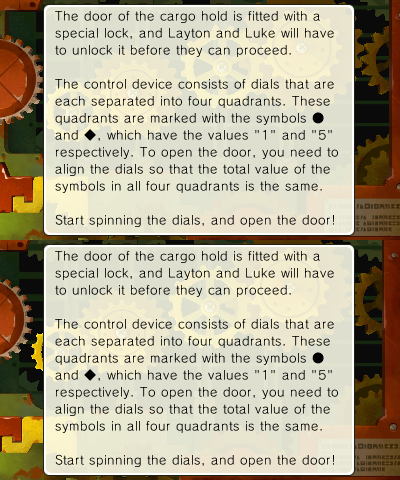 The door of the cargo hold is fitted with a
special lock, and Layton and Luke will have
to unlock it before they can proceed.
The control device consists of dials that are
each separated into four quadrants. These
quadrants are marked with the symbols ●
and ◆, which have the values "1" and "5"
respectively. To open the door, you need to
align the dials so that the total value of the
symbols in all four quadrants is the same.
Start spinning the dials, and open the door!
The door of the cargo hold is fitted with a
special lock, and Layton and Luke will have
to unlock it before they can proceed.
The control device consists of dials that are
each separated into four quadrants. These
quadrants are marked with the symbols ●
and ◆, which have the values "1" and "5"
respectively. To open the door, you need to
align the dials so that the total value of the
symbols in all four quadrants is the same.
Start spinning the dials, and open the door!